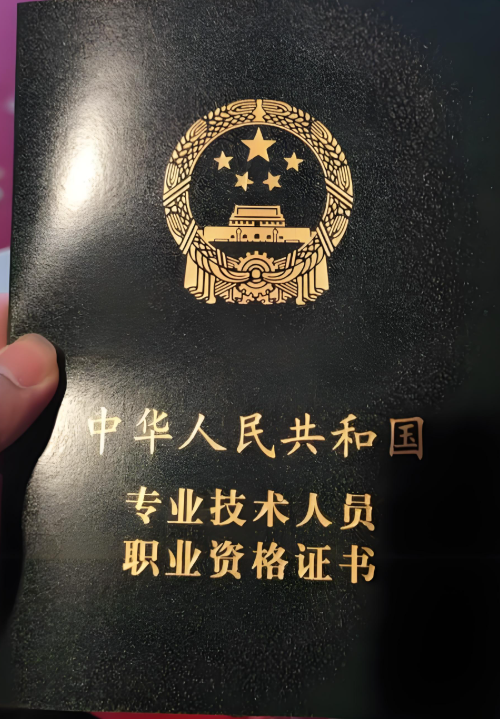 中华人民共和国
专业技术人员
职业资格证书